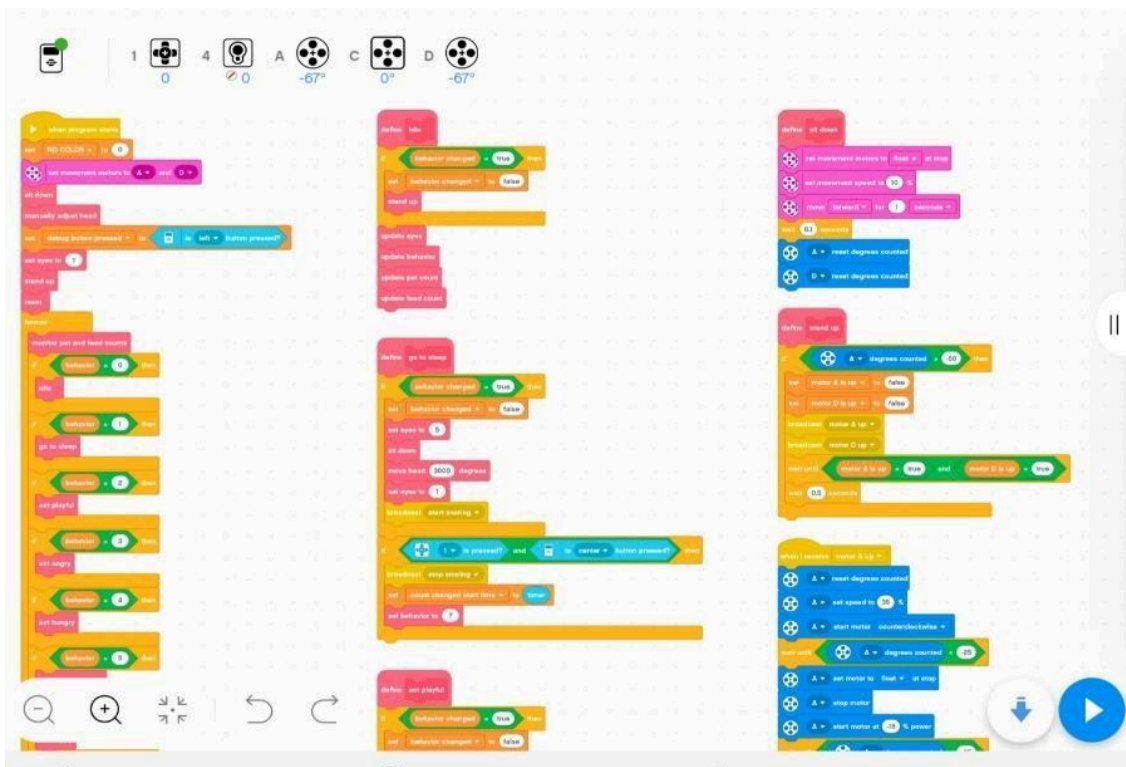 1 4 A C D
0 0 -67° 0° -67°
when program starts
set NO COLOR to 0
set movement motors to A and D
sit down
manually adjust head
set debug button pressed to is left button pressed?
set eyes to 7
stand up
reset
forever
monitor pet and feed counts
if behavior = 0 then
idle
if behavior = 1 then
go to sleep
if behavior = 2 then
act playful
if behavior = 3 then
act angry
if behavior = 4 then
act hungry
if behavior = 5 then
define idle
if behavior changed = true then
set behavior changed to false
stand up
update eyes
update behavior
update pet count
update feed count
define go to sleep
if behavior changed = true then
set behavior changed to false
set eyes to 5
sit down
move head degrees
set eyes to 1
broadcast start snoring
if 1 is pressed? and is center button pressed? then
broadcast stop snoring
set count changed start time to timer
set behavior to 7
define act playful
if behavior changed = true then
set behavior changed to false
define sit down
set movement motors to float at stop
set movement speed to %
move forward for 1 seconds
wait 0.1 seconds
A reset degrees counted
D reset degrees counted
define stand up
if A degrees counted > -50 then
set motor A is up to false
set motor D is up to false
broadcast motor A up
broadcast motor D up
wait until motor A is up = true and motor D is up = true
wait 0.5 seconds
when I receive motor A up
A reset degrees counted
A set speed to 35 %
A start motor counterclockwise
wait until A degrees counted < -25
A set motor to float at stop
A stop motor
A start motor at -15 % power